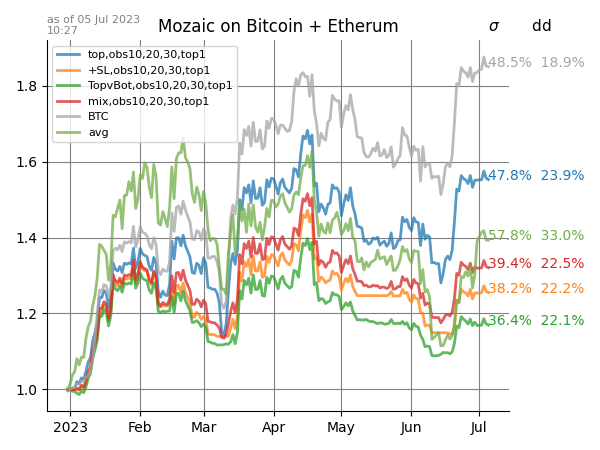 as of 05 Jul 2023
10:27
Mozaic on Bitcoin + Etherum
σ dd
top,obs10,20,30,top1
+SL,obs10,20,30,top1
TopvBot,obs10,20,30,top1
mix,obs10,20,30,top1
BTC
avg
48.5% 18.9%
47.8% 23.9%
57.8% 33.0%
39.4% 22.5%
38.2% 22.2%
36.4% 22.1%
1.8
1.6
1.4
1.2
1.0
2023 Feb Mar Apr May Jun Jul